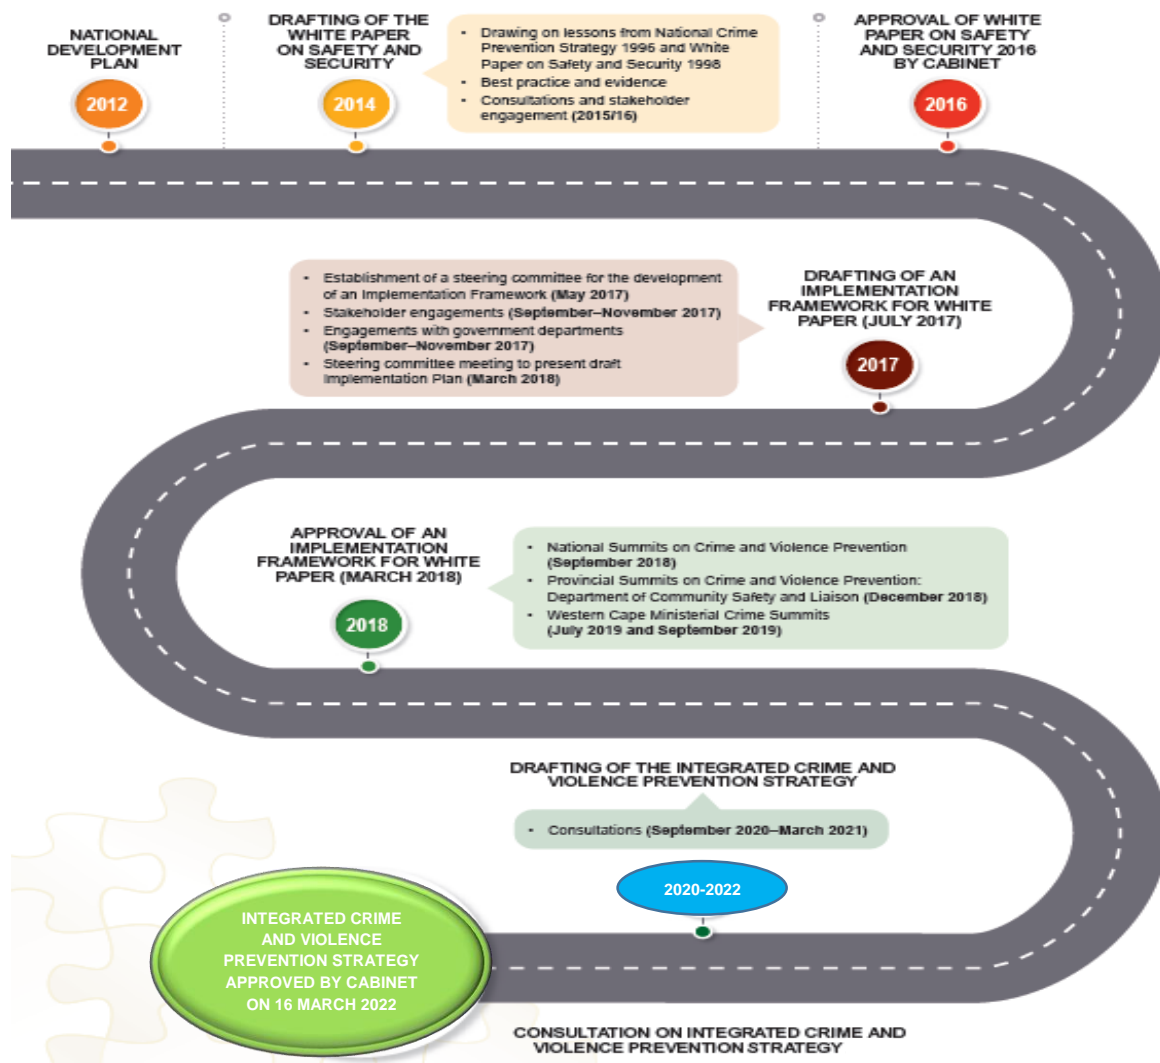 NATIONAL
DEVELOPMENT
PLAN
2012
DRAFTING OF THE
WHITE PAPER
ON SAFETY AND
SECURITY
2014
• Drawing on lessons from National Crime
Prevention Strategy 1996 and White
Paper on Safety and Security 1998
• Best practice and evidence
• Consultations and stakeholder
engagement (2015/16)
APPROVAL OF WHITE
PAPER ON SAFETY
AND SECURITY 2016
BY CABINET
2016
• Establishment of a steering committee for the development
of an Implementation Framework (May 2017)
• Stakeholder engagements (September–November 2017)
• Engagements with government departments
(September–November 2017)
• Steering committee meeting to present draft
Implementation Plan (March 2018)
DRAFTING OF AN
IMPLEMENTATION
FRAMEWORK FOR WHITE
PAPER (JULY 2017)
2017
APPROVAL OF AN
IMPLEMENTATION
FRAMEWORK FOR WHITE
PAPER (MARCH 2018)
2018
• National Summits on Crime and Violence Prevention
(September 2018)
• Provincial Summits on Crime and Violence Prevention:
Department of Community Safety and Liaison (December 2018)
• Western Cape Ministerial Crime Summits
(July 2019 and September 2019)
DRAFTING OF THE INTEGRATED CRIME AND
VIOLENCE PREVENTION STRATEGY
• Consultations (September 2020–March 2021)
2020-2022
INTEGRATED CRIME
AND VIOLENCE
PREVENTION STRATEGY
APPROVED BY CABINET
ON 16 MARCH 2022
CONSULTATION ON INTEGRATED CRIME AND
VIOLENCE PREVENTION STRATEGY